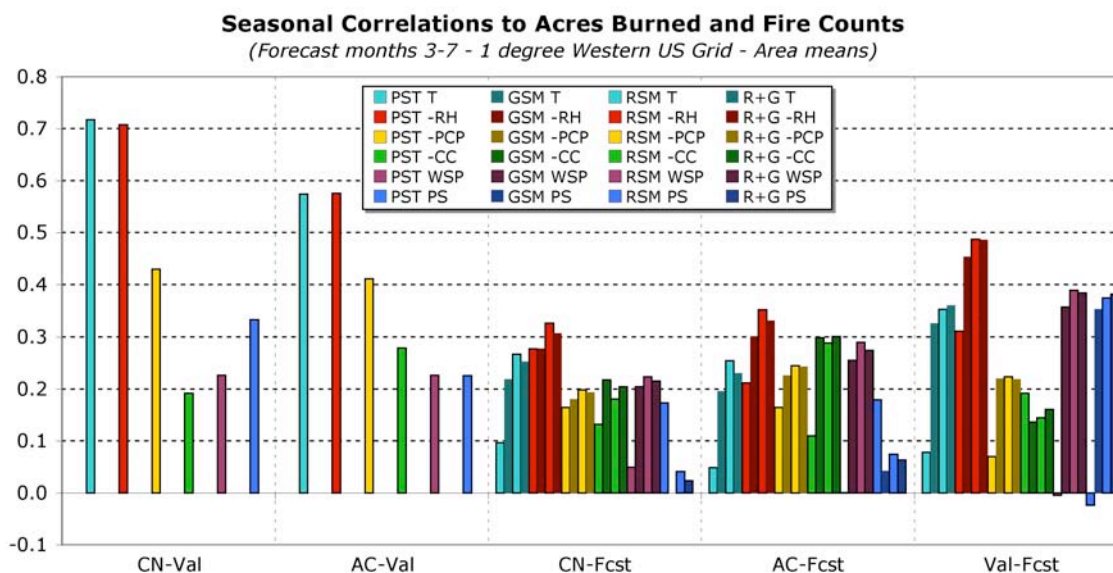 Seasonal Correlations to Acres Burned and Fire Counts
(Forecast months 3-7 - 1 degree Western US Grid - Area means)
0.8
0.7
0.6
0.5
0.4
0.3
0.2
0.1
0.0
-0.1
PST T GSM T RSM T R+G T
PST -RH GSM -RH RSM -RH R+G -RH
PST -PCP GSM -PCP RSM -PCP R+G -PCP
PST -CC GSM -CC RSM -CC R+G -CC
PST WSP GSM WSP RSM WSP R+G WSP
PST PS GSM PS RSM PS R+G PS
CN-Val AC-Val CN-Fcst AC-Fcst Val-Fcst